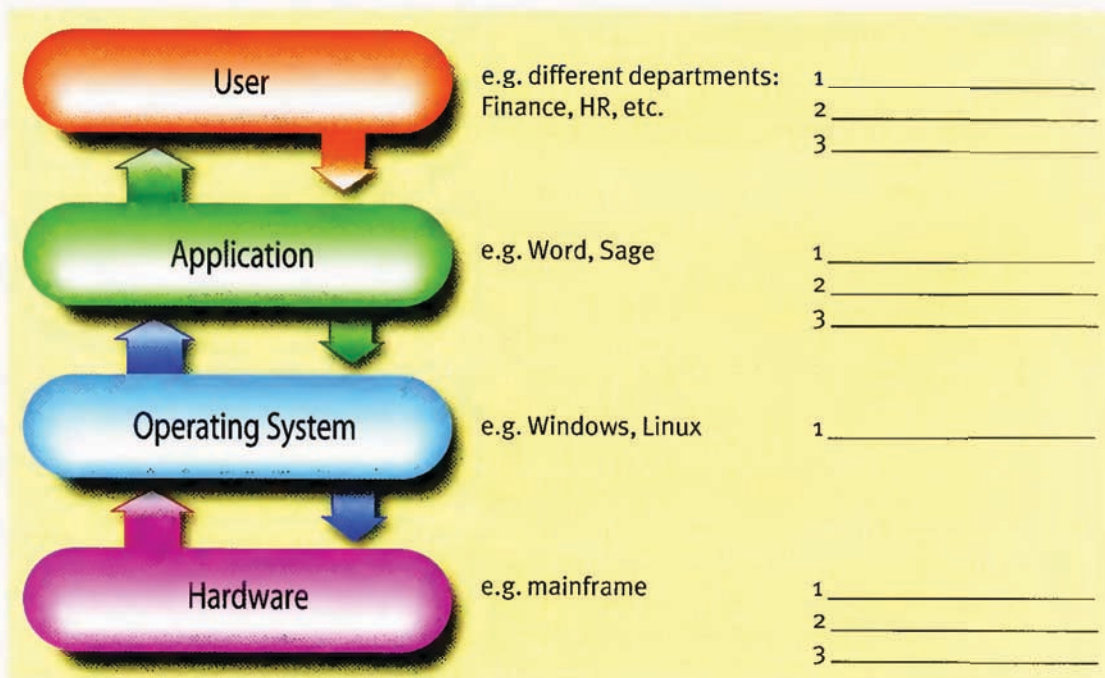 User
e.g. different departments:
Finance, HR, etc.
1
2
3
Application
e.g. Word, Sage
1
2
3
Operating System
e.g. Windows, Linux
1
Hardware
e.g. mainframe
1
2
3